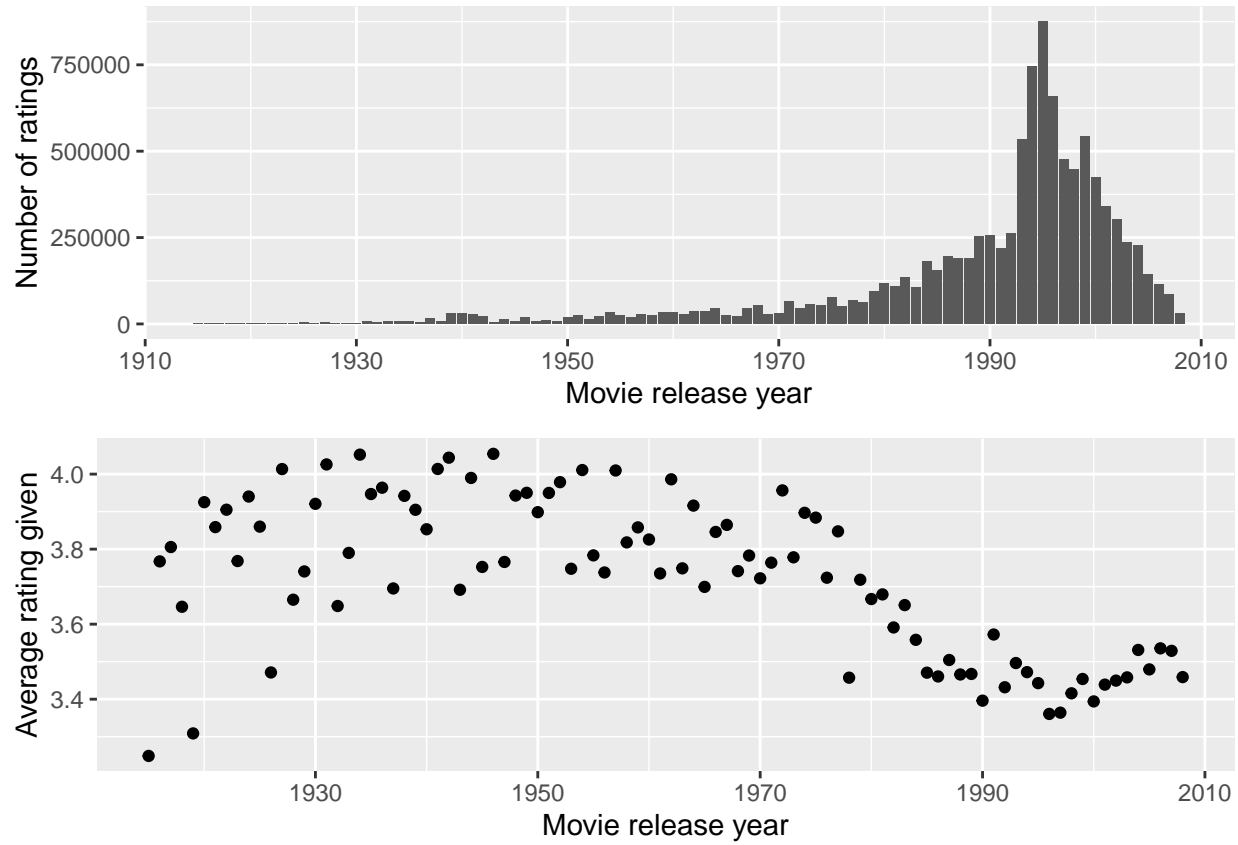 Number of ratings
750000
500000
250000
0
1910 1930 1950 1970 1990 2010
Movie release year
Average rating given
4.0
3.8
3.6
3.4
1930 1950 1970 1990 2010
Movie release year